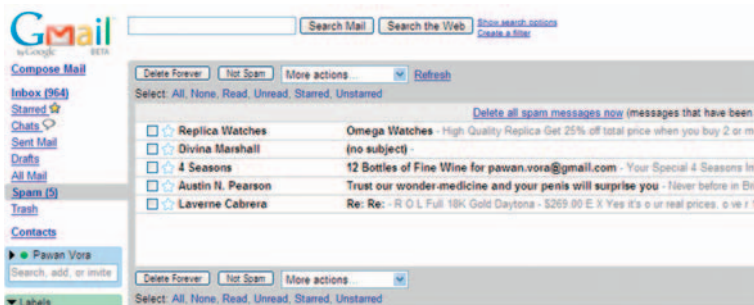 Gmail
by Google BETA
Search Mail Search the Web Show search options
Create a filter
Compose Mail
Inbox (964)
Starred
Chats
Sent Mail
Drafts
All Mail
Spam (5)
Trash
Contacts
Pawan Vora
Search, add, or invite
Labels
Delete Forever Not Spam More actions... Refresh
Select: All, None, Read, Unread, Starred, Unstarred
Delete all spam messages now (messages that have been
Replica Watches Omega Watches - High Quality Replica Get 25% off total price when you buy 2 or m
Divina Marshall (no subject) -
4 Seasons 12 Bottles of Fine Wine for pawan.vora@gmail.com - Your Special 4 Seasons In
Austin N. Pearson Trust our wonder-medicine and your penis will surprise you - Never before in Br
Laverne Cabrera Re: Re: - R O L Full 18K Gold Daytona - $269.00 E X Yes it's o ur real prices. o ve r
Delete Forever Not Spam More actions...
Select: All, None, Read, Unread, Starred, Unstarred